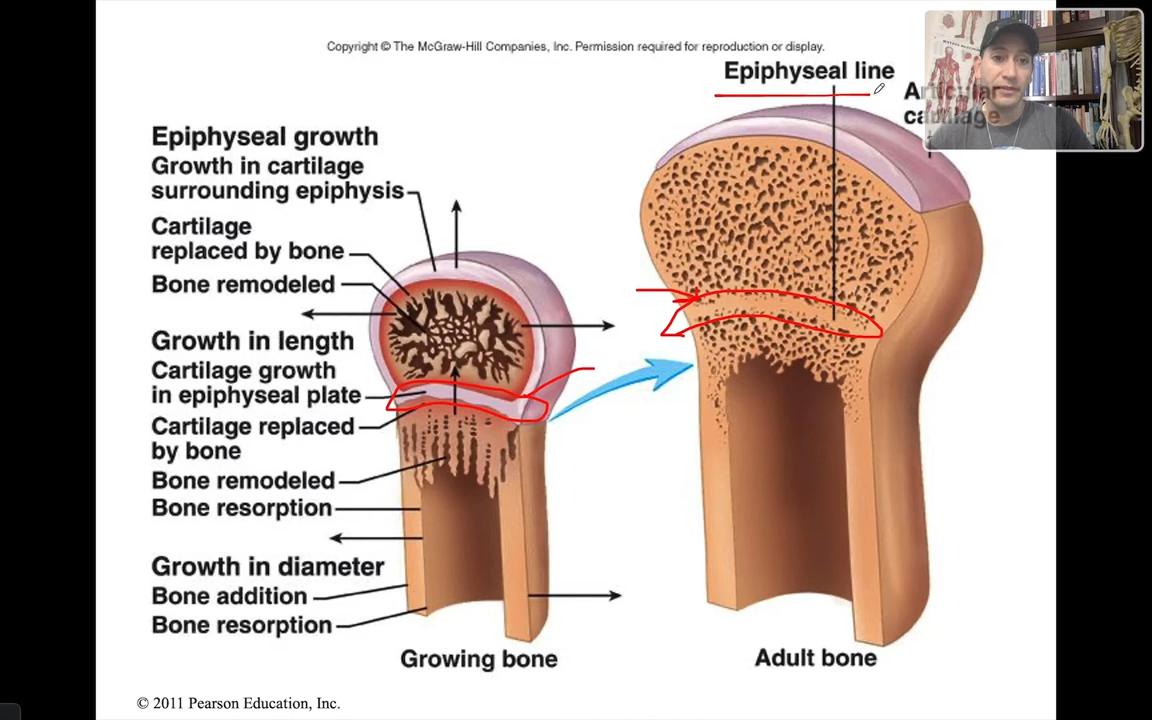 Copyright © The McGraw-Hill Companies, Inc. Permission required for reproduction or display.
Epiphyseal line
Articular
cartilage
Epiphyseal growth
Growth in cartilage
surrounding epiphysis
Cartilage
replaced by bone
Bone remodeled
Growth in length
Cartilage growth
in epiphyseal plate
Cartilage replaced
by bone
Bone remodeled
Bone resorption
Growth in diameter
Bone addition
Bone resorption
Growing bone
Adult bone
© 2011 Pearson Education, Inc.